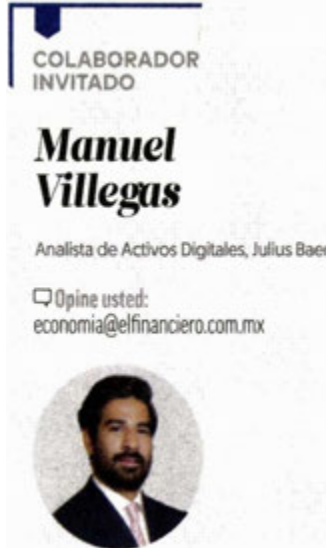 COLABORADOR
INVITADO
Manuel
Villegas
Analista de Activos Digitales, Julius Baer
Opine usted:
economia@elfinanciero.com.mx